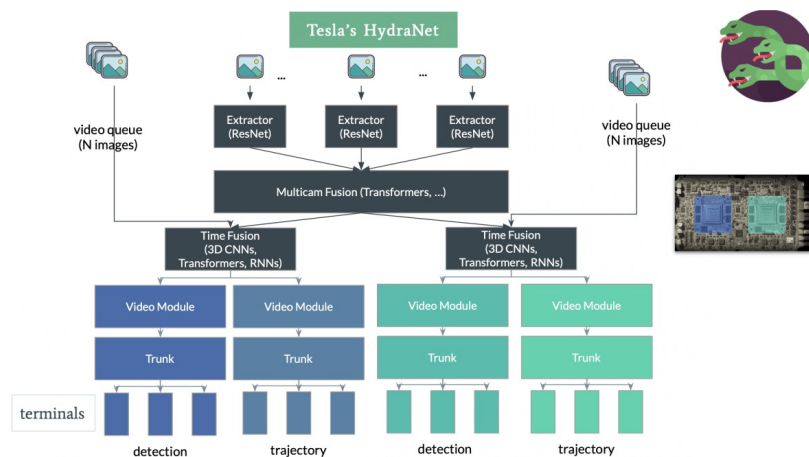 Tesla's HydraNet
... ...
video queue
(N images)
Extractor
(ResNet)
Extractor
(ResNet)
Extractor
(ResNet)
video queue
(N images)
Multicam Fusion (Transformers, ...)
Time Fusion
(3D CNNs,
Transformers, RNNs)
Time Fusion
(3D CNNs,
Transformers, RNNs)
Video Module
Video Module
Video Module
Video Module
Trunk
Trunk
Trunk
Trunk
terminals
detection
trajectory
detection
trajectory